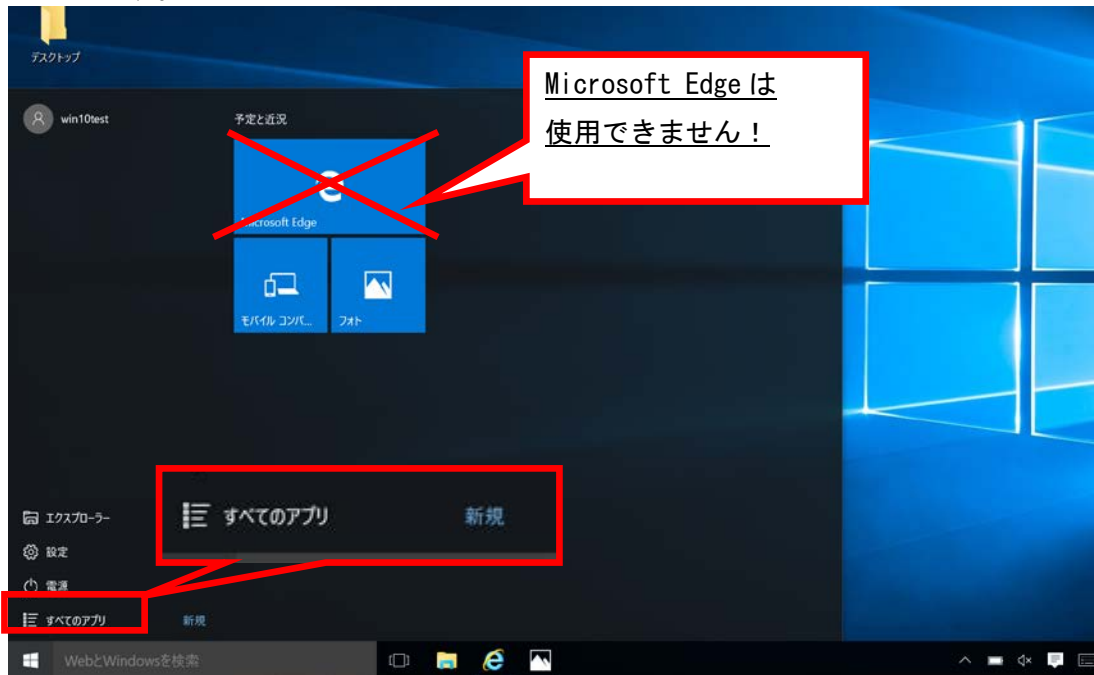 デスクトップ
Microsoft Edge は
使用できません！
win10test
予定と近況
Microsoft Edge
モバイル コンパ...
フォト
すべてのアプリ 新規
エクスプローラー
設定
電源
すべてのアプリ 新規
WebとWindowsを検索